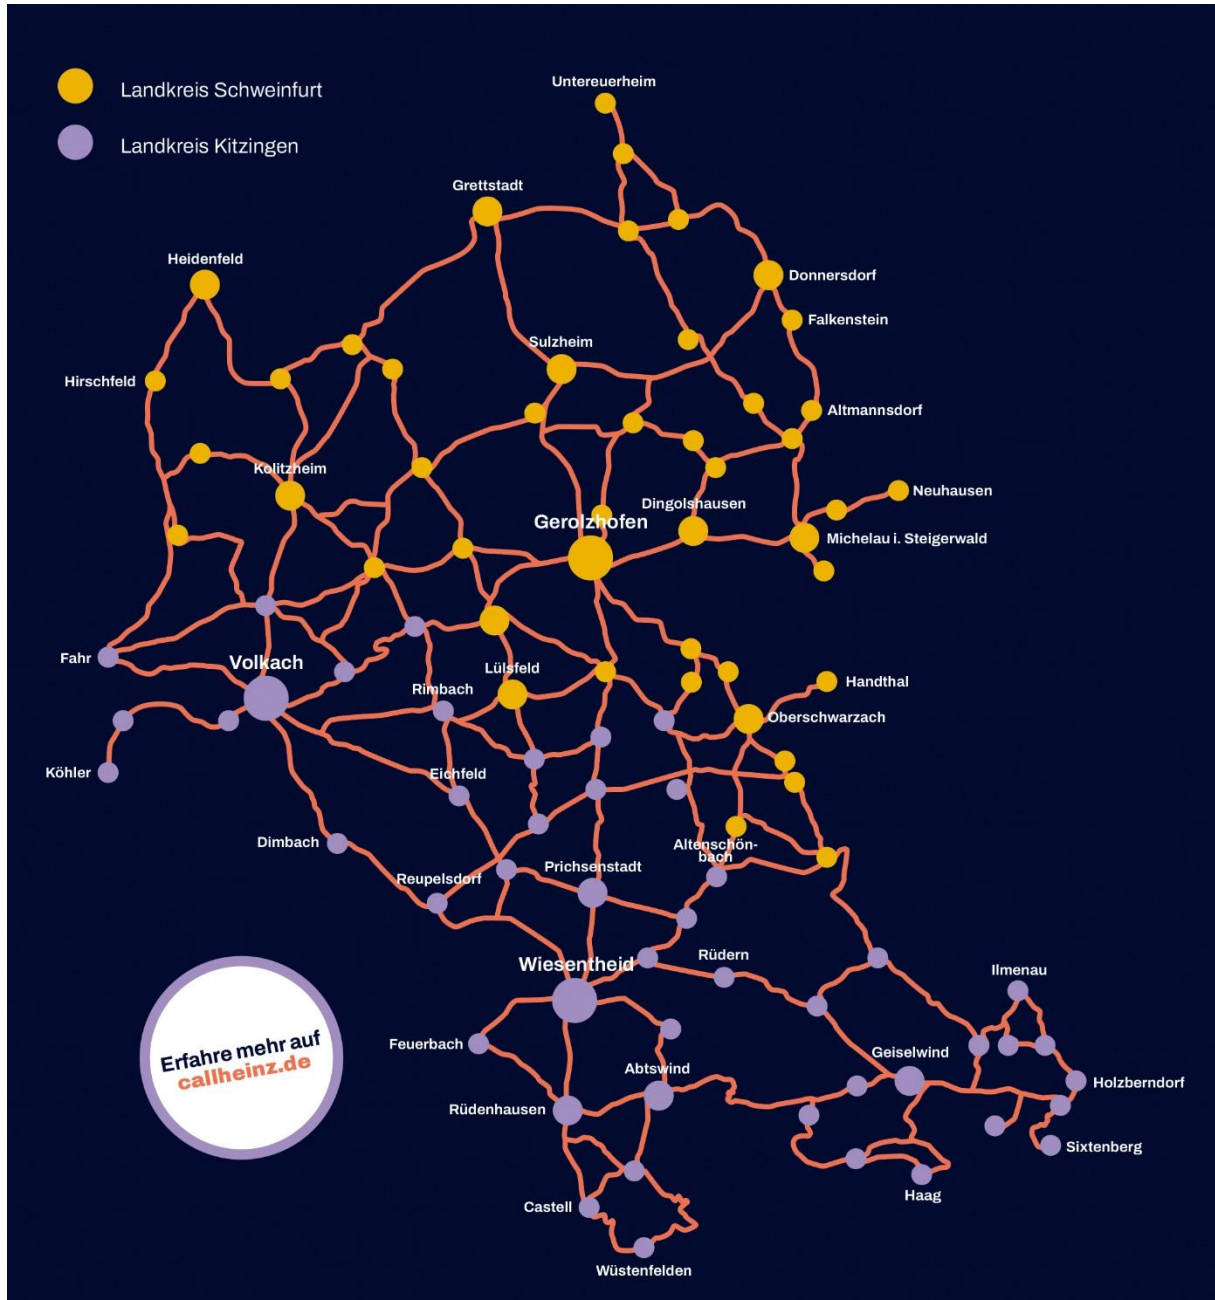 Landkreis Schweinfurt
Landkreis Kitzingen
Untereuerheim
Grettstadt
Heidenfeld
Donnersdorf
Falkenstein
Sulzheim
Hirschfeld
Altmannsdorf
Kolitzheim
Neuhausen
Dingolshausen
Gerolzhofen
Michelau i. Steigerwald
Fahr
Volkach
Lülsfeld
Handthal
Rimbach
Oberschwarzach
Köhler
Eichfeld
Dimbach
Altenschön-
bach
Prichsenstadt
Reupelsdorf
Rüdern
Wiesentheid
Ilmenau
Erfahre mehr auf
callheinz.de
Feuerbach
Geiselwind
Abtswind
Holzberndorf
Rüdenhausen
Sixtenberg
Haag
Castell
Wüstenfelden